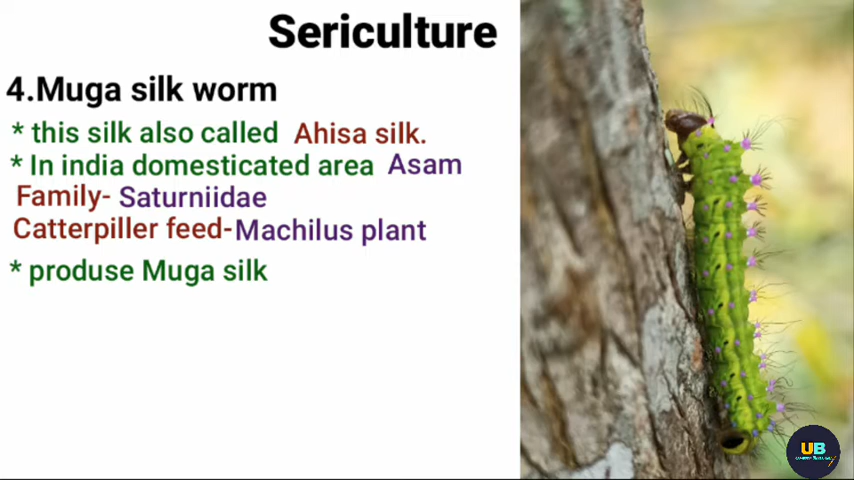 Sericulture
4.Muga silk worm
* this silk also called Ahisa silk.
* In india domesticated area Asam
Family- Saturniidae
Catterpiller feed-Machilus plant
* produse Muga silk
UB